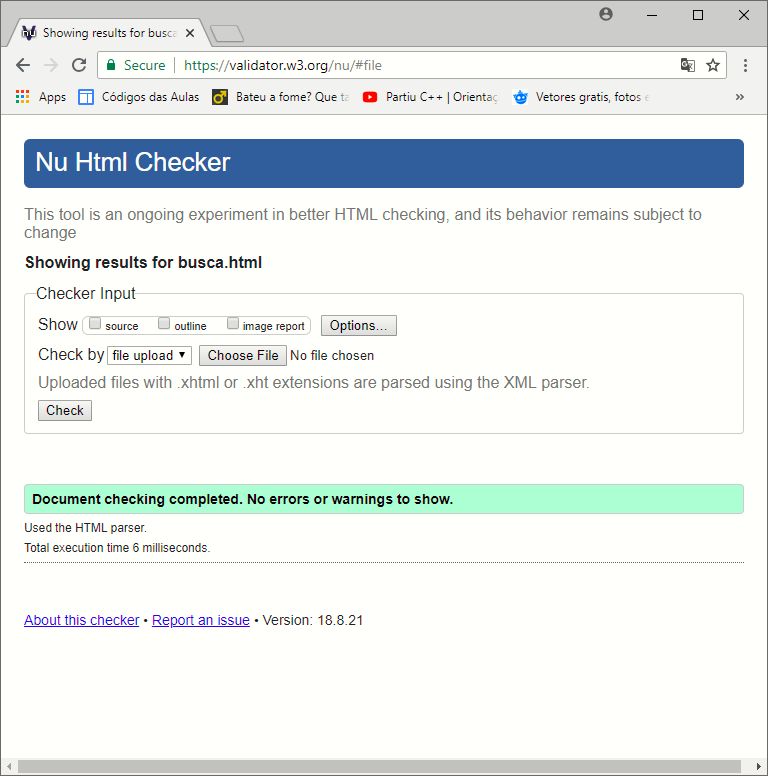 Showing results for busca
Secure https://validator.w3.org/nu/#file
Apps Códigos das Aulas Bateu a fome? Que ta Partiu C++ | Orientaç Vetores gratis, fotos e »
Nu Html Checker
This tool is an ongoing experiment in better HTML checking, and its behavior remains subject to
change
Showing results for busca.html
Checker Input
Show source outline image report Options...
Check by file upload Choose File No file chosen
Uploaded files with .xhtml or .xht extensions are parsed using the XML parser.
Check
Document checking completed. No errors or warnings to show.
Used the HTML parser.
Total execution time 6 milliseconds.
About this checker • Report an issue • Version: 18.8.21